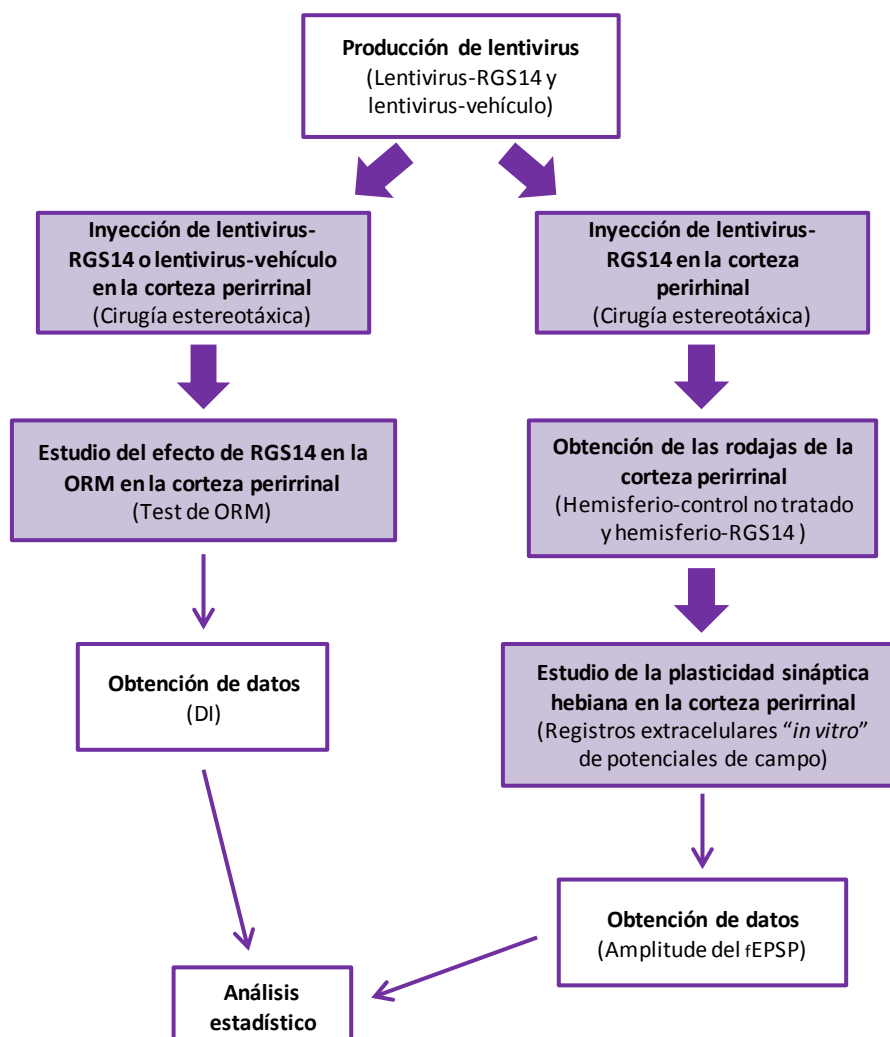 Producción de lentivirus
(Lentivirus-RGS14 y
lentivirus-vehículo)
Inyección de lentivirus-
RGS14 o lentivirus-vehículo
en la corteza perirrinal
(Cirugía estereotáxica)
Inyección de lentivirus-
RGS14 en la corteza
perirhinal
(Cirugía estereotáxica)
Estudio del efecto de RGS14 en la
ORM en la corteza perirrinal
(Test de ORM)
Obtención de las rodajas de la
corteza perirrinal
(Hemisferio-control no tratado
y hemisferio-RGS14 )
Obtención de datos
(DI)
Estudio de la plasticidad sináptica
hebiana en la corteza perirrinal
(Registros extracelulares “in vitro”
de potenciales de campo)
Obtención de datos
(Amplitude del fEPSP)
Análisis
estadístico